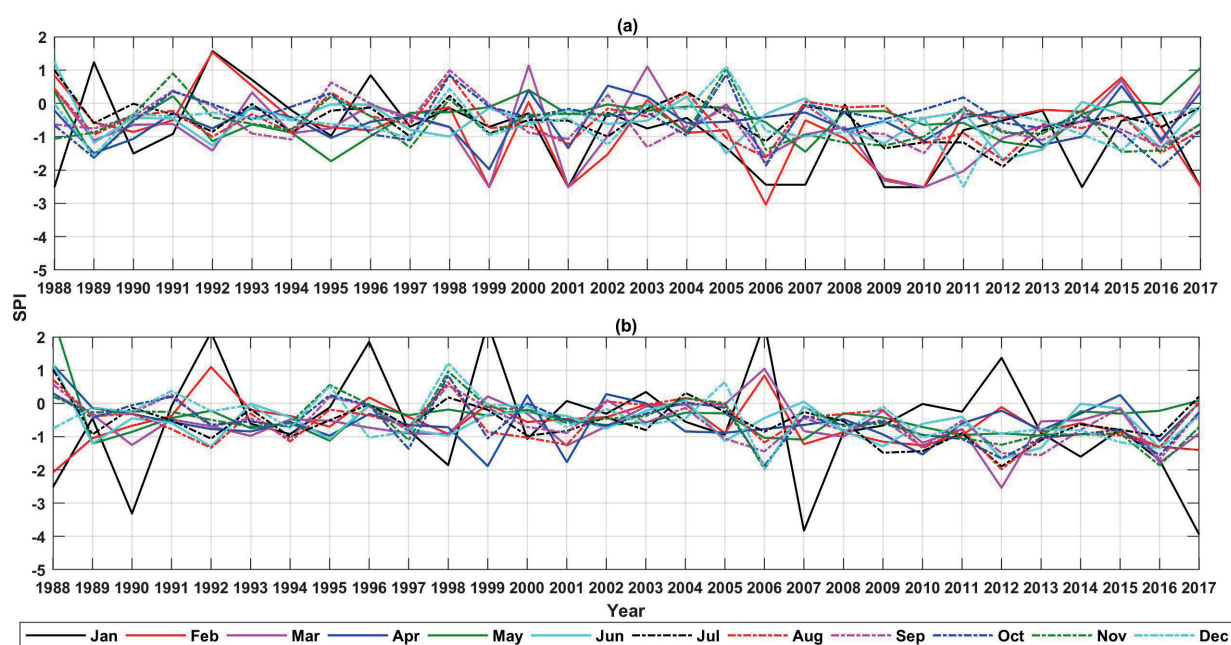 (a)
2
1
0
-1
-2
-3
-4
-5
1988 1989 1990 1991 1992 1993 1994 1995 1996 1997 1998 1999 2000 2001 2002 2003 2004 2005 2006 2007 2008 2009 2010 2011 2012 2013 2014 2015 2016 2017
SPI
(b)
2
1
0
-1
-2
-3
-4
-5
1988 1989 1990 1991 1992 1993 1994 1995 1996 1997 1998 1999 2000 2001 2002 2003 2004 2005 2006 2007 2008 2009 2010 2011 2012 2013 2014 2015 2016 2017
Year
Jan Feb Mar Apr May Jun Jul Aug Sep Oct Nov Dec